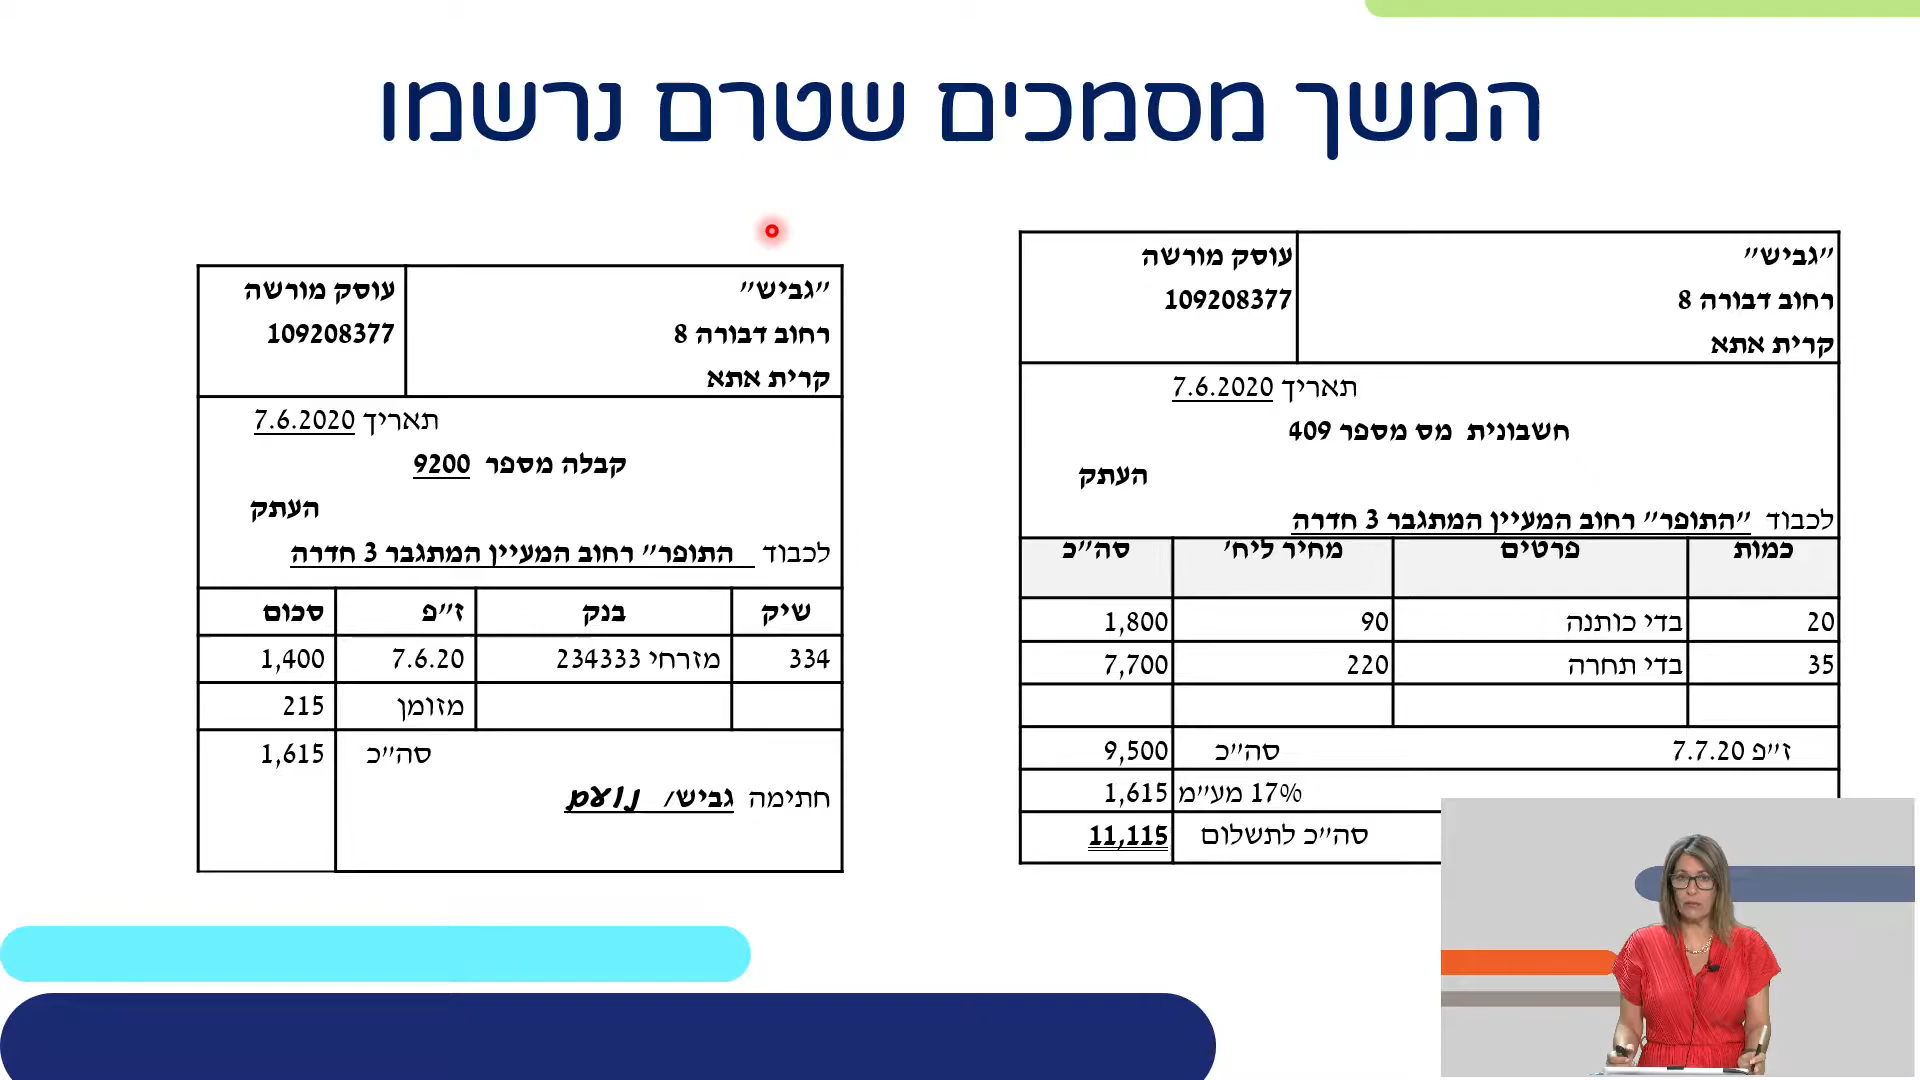 המשך מסמכים שטרם נרשמו
"גביש"
רחוב דבורה 8
קרית אתא
עוסק מורשה
109208377
תאריך 7.6.2020
חשבונית מס מספר 409
העתק
לכבוד "התופר" רחוב המעיין המתגבר 3 חדרה
כמות פרטים מחיר ליח' סה"כ
20 בדי כותנה 90 1,800
35 בדי תחרה 220 7,700
ז"פ 7.7.20 סה"כ 9,500
17% מע"מ 1,615
סה"כ לתשלום 11,115
"גביש"
רחוב דבורה 8
קרית אתא
עוסק מורשה
109208377
תאריך 7.6.2020
קבלה מספר 9200
העתק
לכבוד התופר" רחוב המעיין המתגבר 3 חדרה
שיק בנק ז"פ סכום
334 מזרחי 234333 7.6.20 1,400
מזומן 215
סה"כ 1,615
חתימה גביש/ נועם